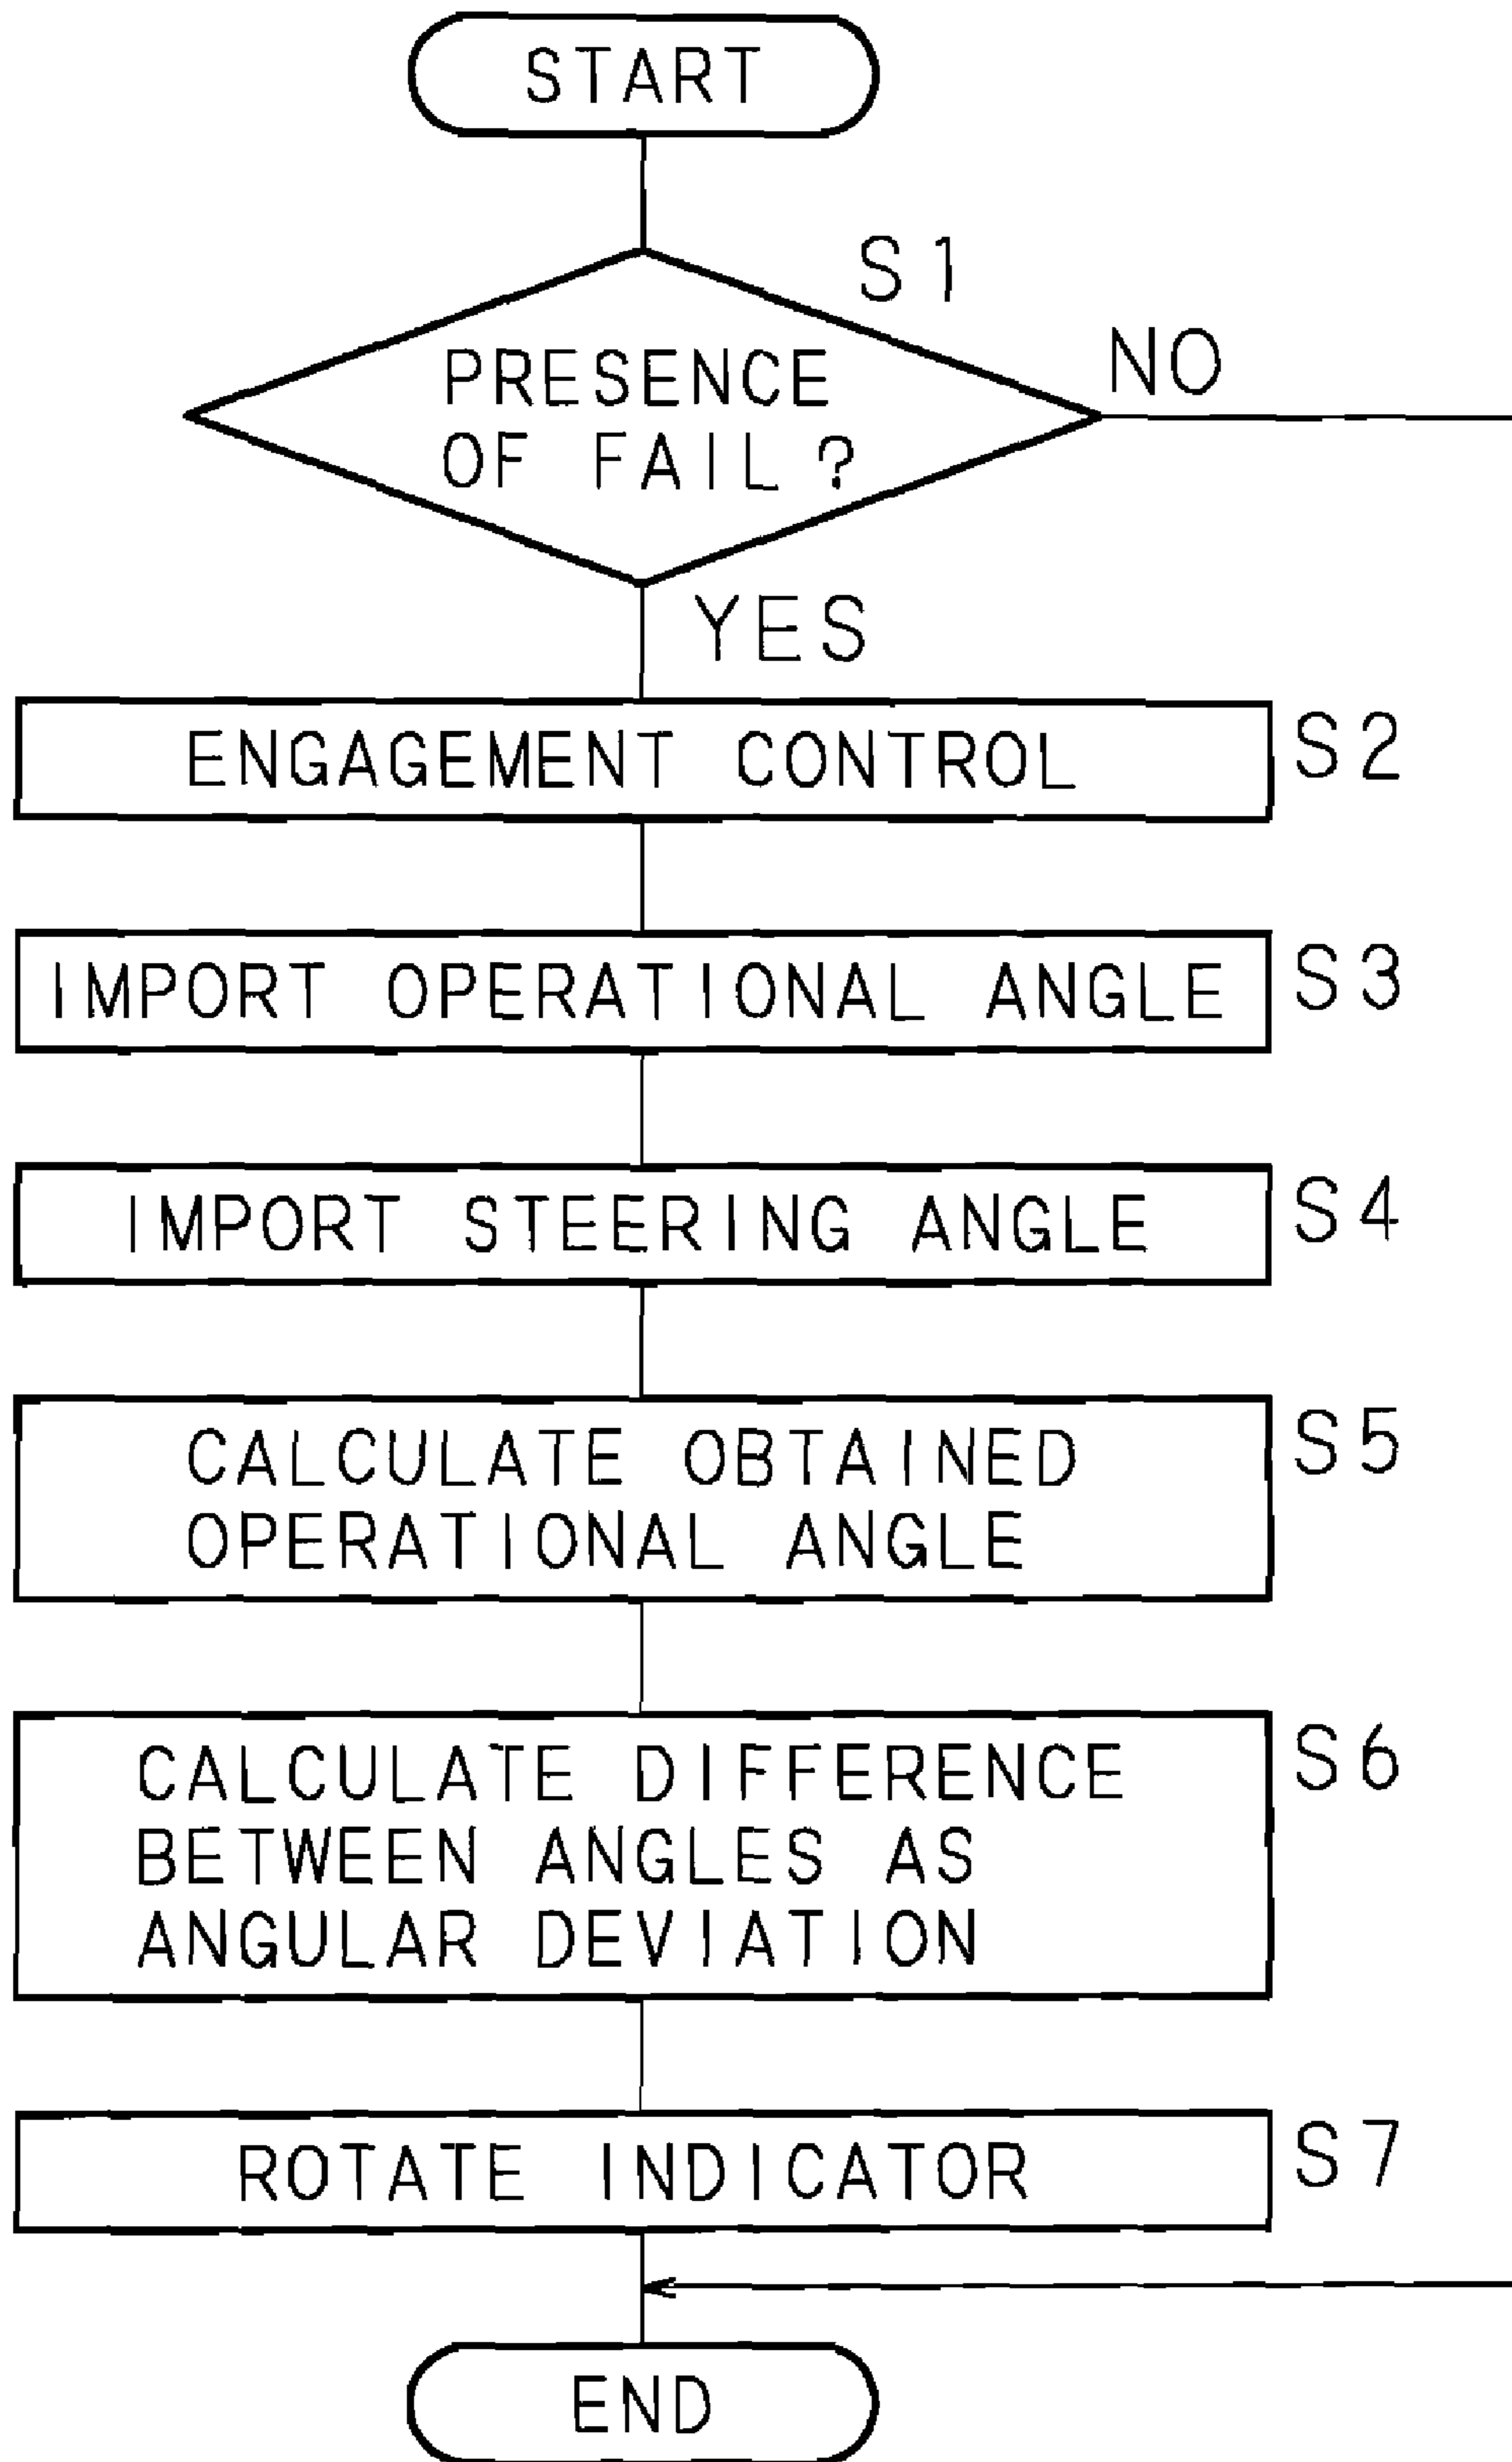 START
S1
PRESENCE
OF FAIL?
NO
YES
ENGAGEMENT CONTROL
S2
IMPORT OPERATIONAL ANGLE
S3
IMPORT STEERING ANGLE
S4
CALCULATE OBTAINED
OPERATIONAL ANGLE
S5
CALCULATE DIFFERENCE
BETWEEN ANGLES AS
ANGULAR DEVIATION
S6
ROTATE INDICATOR
S7
END